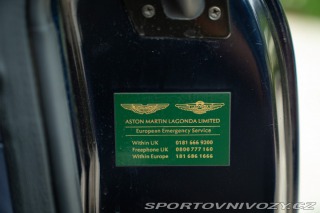 ASTON MARTIN LAGONDA LIMITED
European Emergency Service
Within UK 0181 666 9300
Freephone UK 0800 777 160
Within Europe 181 686 1666
SPORTOVNIVOZY.CZ